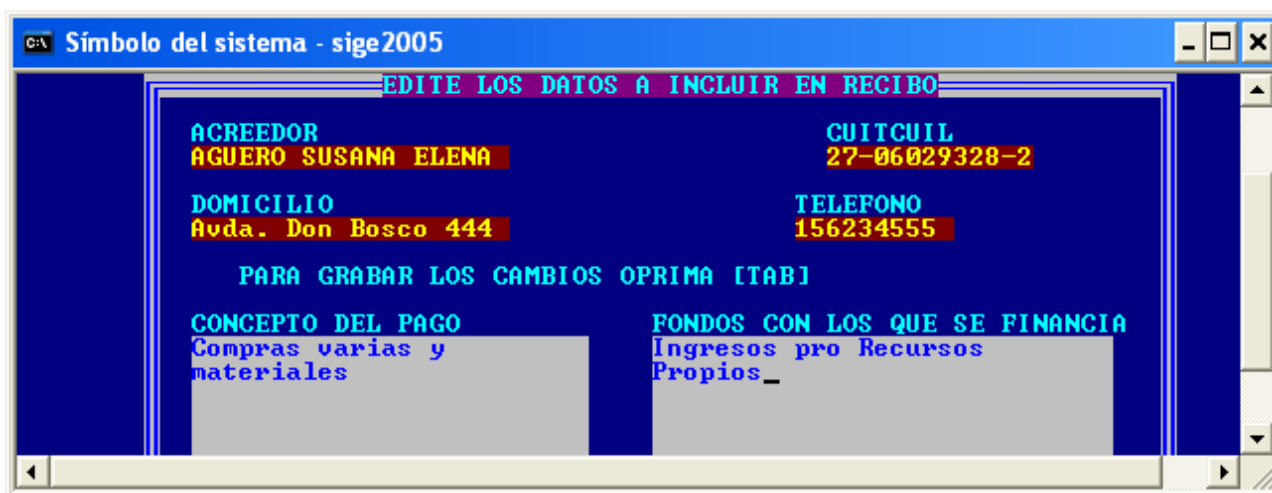 Símbolo del sistema - sige2005
EDITE LOS DATOS A INCLUIR EN RECIBO
ACREEDOR CUITCUIL
AGUERO SUSANA ELENA 27-06029328-2
DOMICILIO TELEFONO
Avda. Don Bosco 444 156234555
PARA GRABAR LOS CAMBIOS OPRIMA [TAB]
CONCEPTO DEL PAGO FONDOS CON LOS QUE SE FINANCIA
Compras varias y Ingresos pro Recursos
materiales Propios_